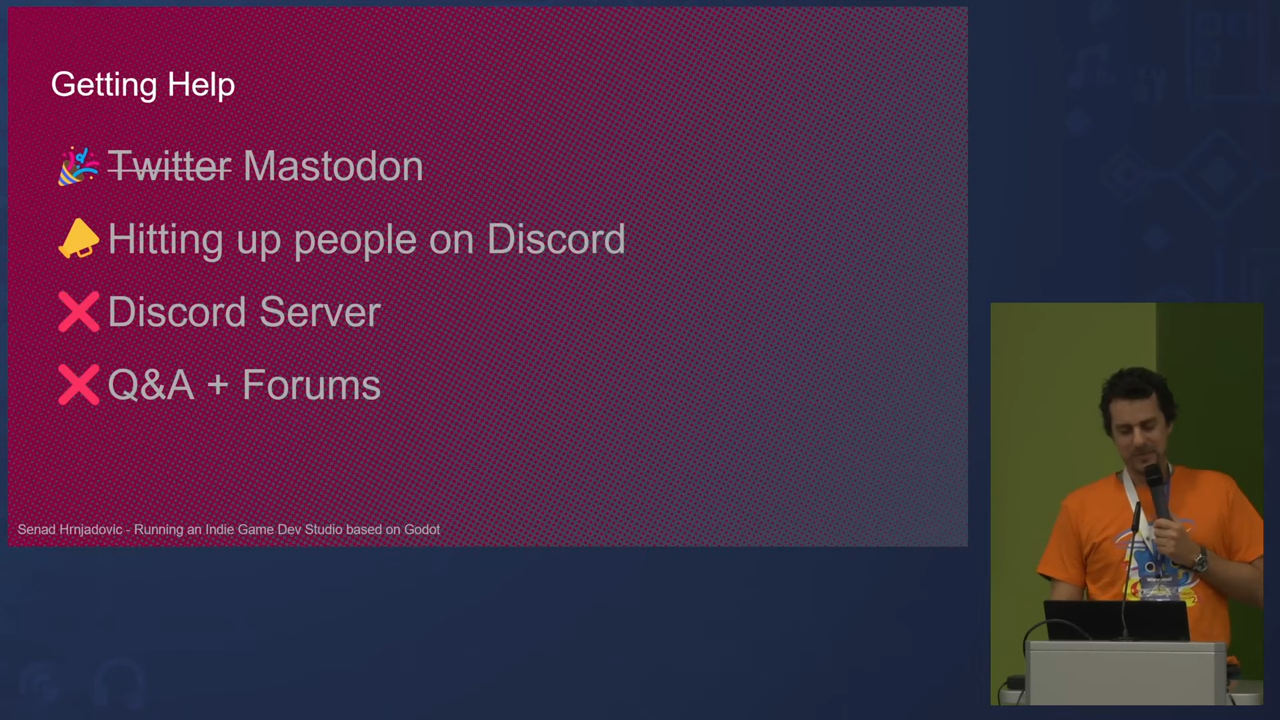 Getting Help
🎉 Twitter Mastodon
📣 Hitting up people on Discord
❌ Discord Server
❌ Q&A + Forums
Senad Hrnjadovic - Running an Indie Game Dev Studio based on Godot